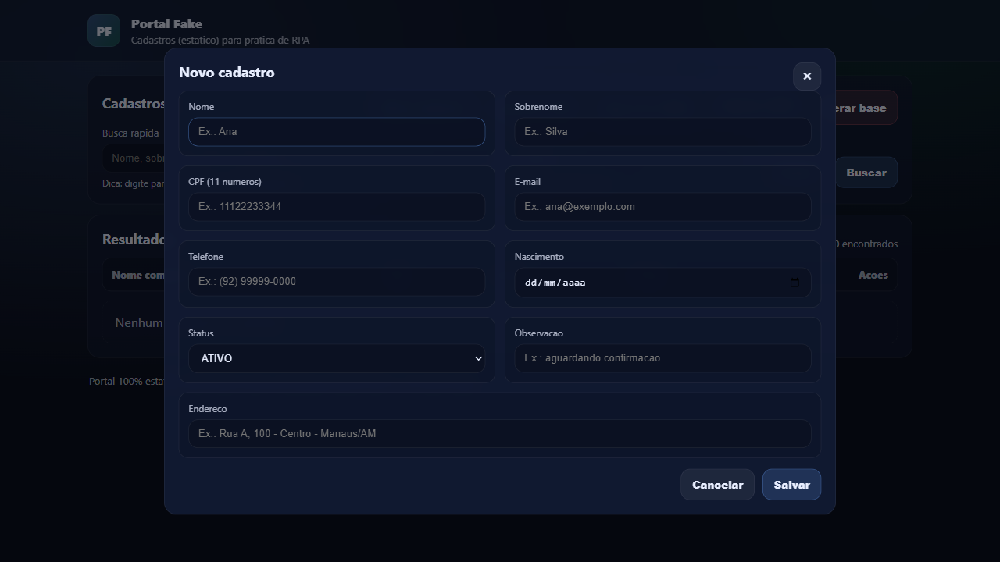 PF
Portal Fake
Cadastros (estatico) para pratica de RPA
Novo cadastro
×
Cadastros
erar base
Nome
Ex.: Ana
Sobrenome
Ex.: Silva
Busca rapida
Nome, sob
Buscar
Dica: digite par
CPF (11 numeros)
Ex.: 11122233344
E-mail
Ex.: ana@exemplo.com
Resultado
0 encontrados
Telefone
Ex.: (92) 99999-0000
Nascimento
dd/mm/aaaa
Nome com
Acoes
Nenhum
Status
ATIVO
Observacao
Ex.: aguardando confirmacao
Portal 100% esta
Endereco
Ex.: Rua A, 100 - Centro - Manaus/AM
Cancelar
Salvar